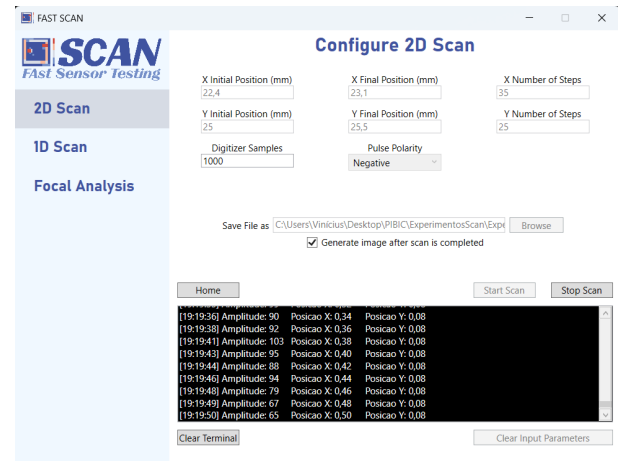 FAST SCAN
SCAN
FAst Sensor Testing
2D Scan
1D Scan
Focal Analysis
Configure 2D Scan
X Initial Position (mm) X Final Position (mm) X Number of Steps
22,4 23,1 35
Y Initial Position (mm) Y Final Position (mm) Y Number of Steps
25 25,5 25
Digitizer Samples Pulse Polarity
1000 Negative
Save File as C:\Users\Vinícius\Desktop\PIBIC\ExperimentosScan\Expe Browse
Generate image after scan is completed
Home Start Scan Stop Scan
[19:19:36] Amplitude: 90 Posicao X: 0,34 Posicao Y: 0,08
[19:19:38] Amplitude: 92 Posicao X: 0,36 Posicao Y: 0,08
[19:19:41] Amplitude: 103 Posicao X: 0,38 Posicao Y: 0,08
[19:19:43] Amplitude: 95 Posicao X: 0,40 Posicao Y: 0,08
[19:19:44] Amplitude: 88 Posicao X: 0,42 Posicao Y: 0,08
[19:19:46] Amplitude: 94 Posicao X: 0,44 Posicao Y: 0,08
[19:19:48] Amplitude: 79 Posicao X: 0,46 Posicao Y: 0,08
[19:19:49] Amplitude: 67 Posicao X: 0,48 Posicao Y: 0,08
[19:19:50] Amplitude: 65 Posicao X: 0,50 Posicao Y: 0,08
Clear Terminal Clear Input Parameters